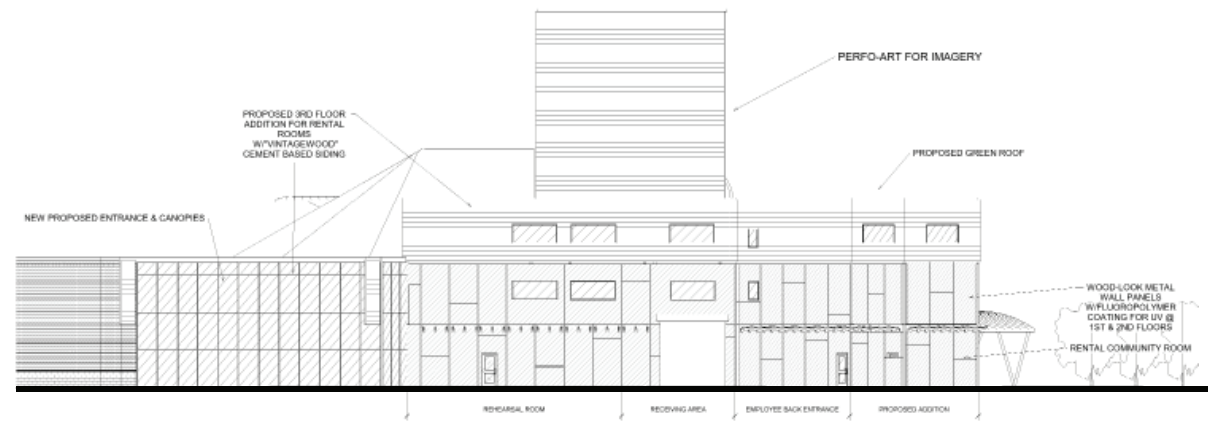 PERFO-ART FOR IMAGERY
PROPOSED 3RD FLOOR
ADDITION FOR RENTAL
ROOMS
W/"VINTAGEWOOD"
CEMENT BASED SIDING
PROPOSED GREEN ROOF
NEW PROPOSED ENTRANCE & CANOPIES
WOOD-LOOK METAL
WALL PANELS
W/FLUOROPOLYMER
COATING FOR UV @
1ST & 2ND FLOORS
RENTAL COMMUNITY ROOM
REHEARSAL ROOM
RECEIVING AREA
EMPLOYEE BACK ENTRANCE
PROPOSED ADDITION